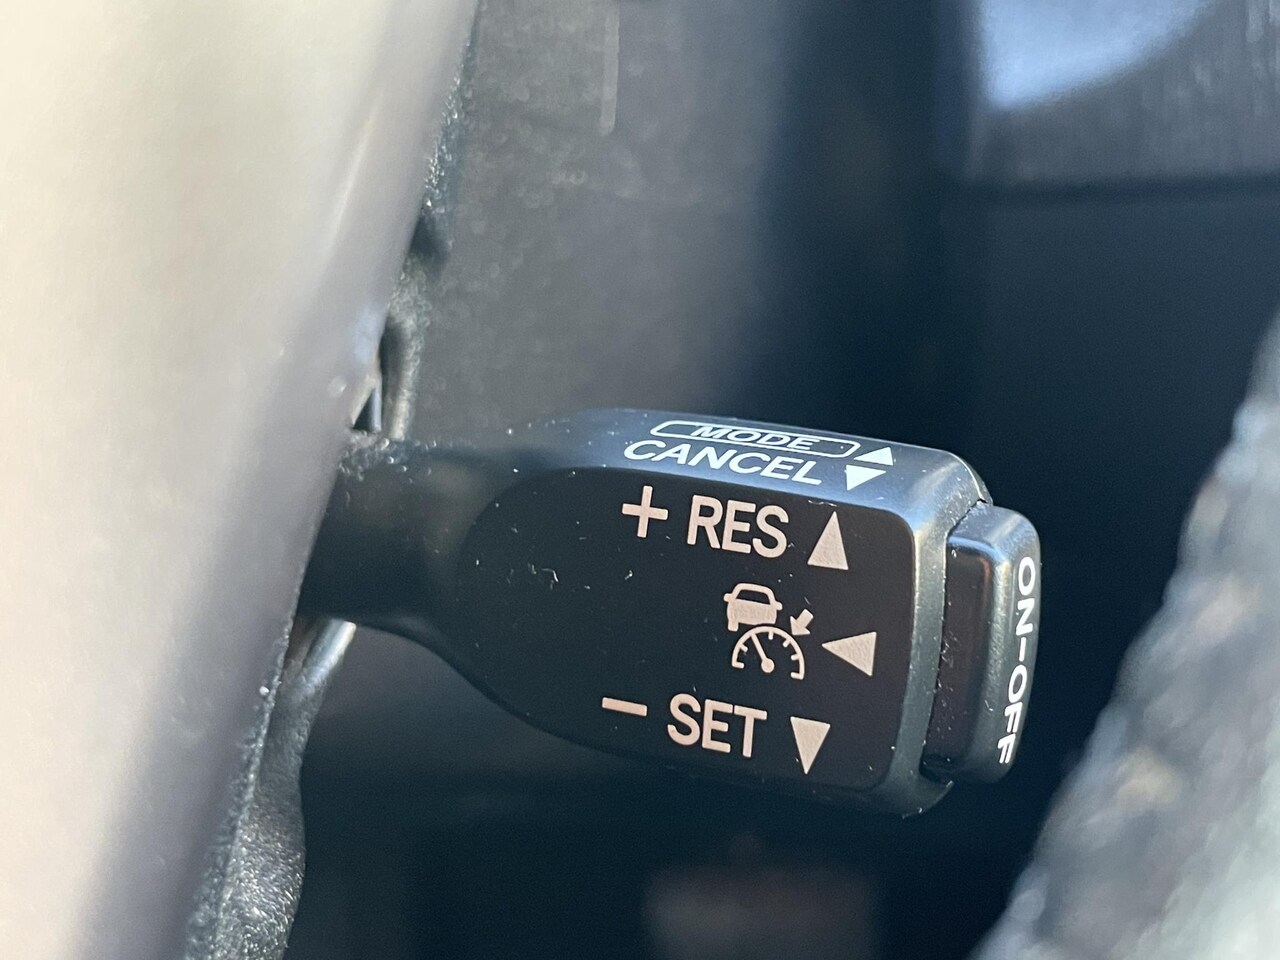 MODE ▲
CANCEL ▼
+ RES ▲
◀
− SET ▼
ON-OFF